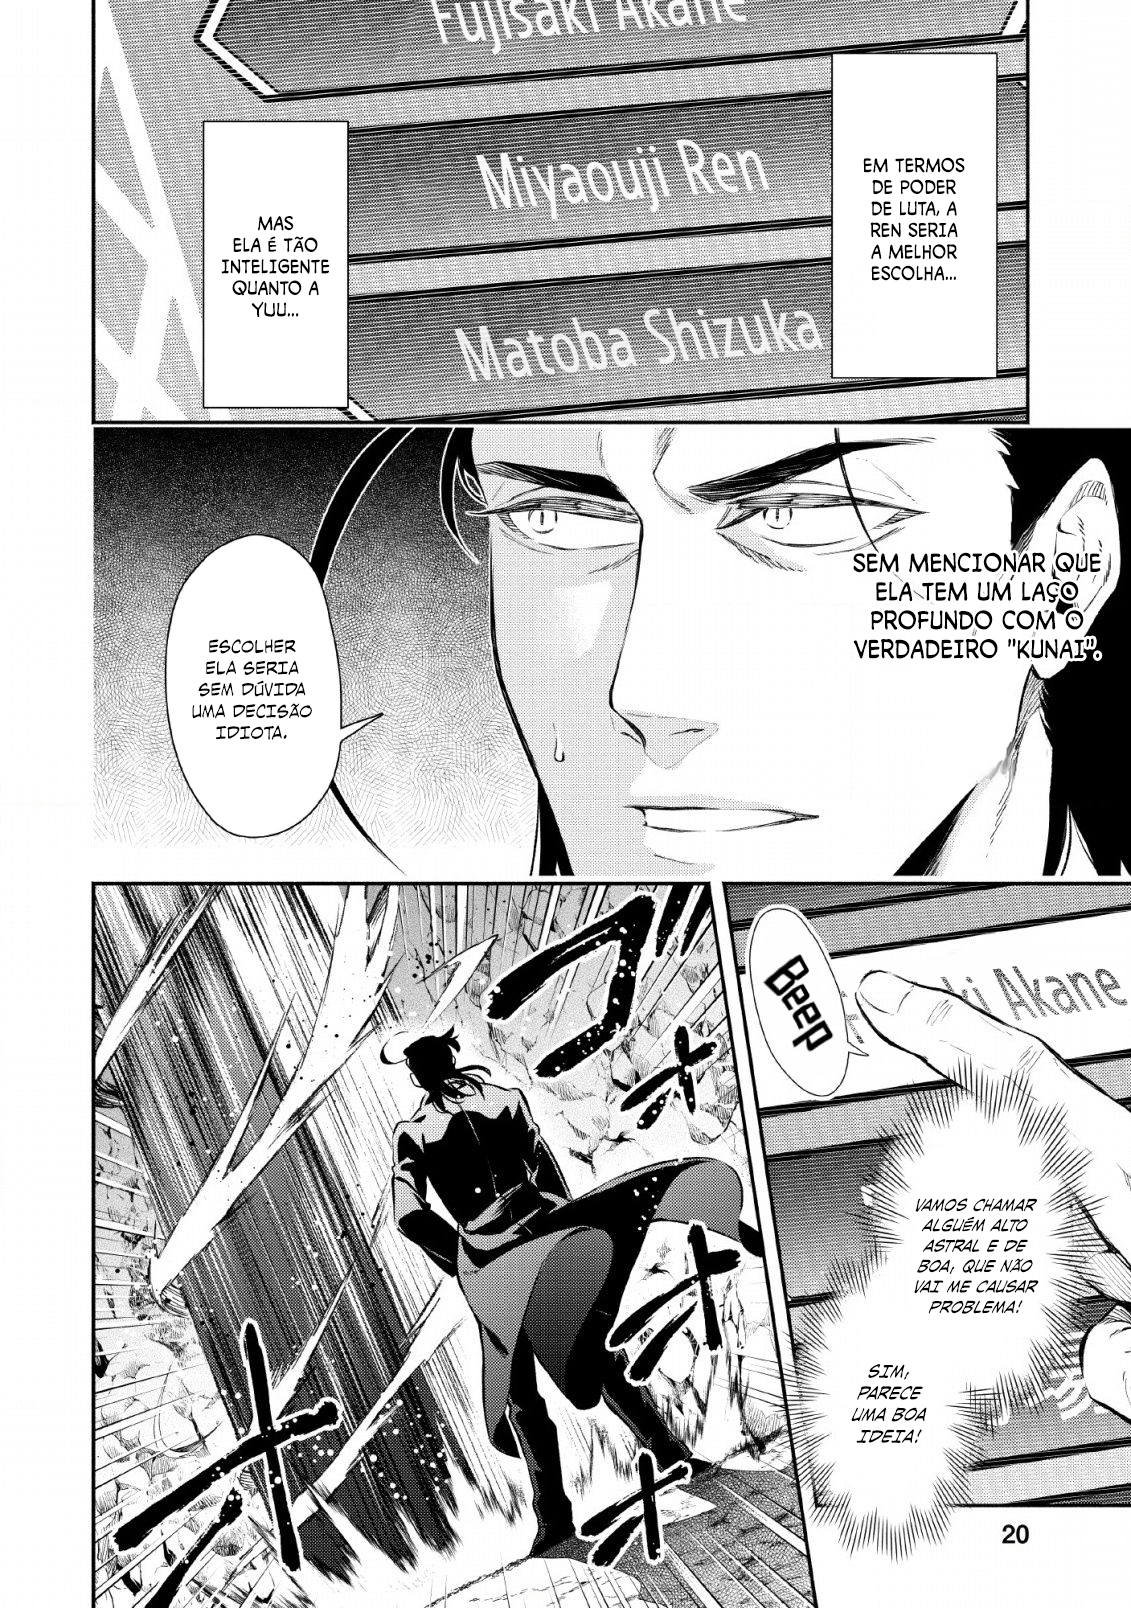 Fujisaki Akane
Miyaouji Ren
Matoba Shizuka
EM TERMOS
DE PODER
DE LUTA, A
REN SERIA
A MELHOR
ESCOLHA...
MAS
ELA É TÃO
INTELIGENTE
QUANTO A
YUU...
SEM MENCIONAR QUE
ELA TEM UM LAÇO
PROFUNDO COM O
VERDADEIRO "KUNAI".
ESCOLHER
ELA SERIA
SEM DÚVIDA
UMA DECISÃO
IDIOTA.
Beep
ki Akane
VAMOS CHAMAR
ALGUÉM ALTO
ASTRAL E DE
BOA, QUE NÃO
VAI ME CAUSAR
PROBLEMA!
SIM,
PARECE
UMA BOA
IDEIA!
20